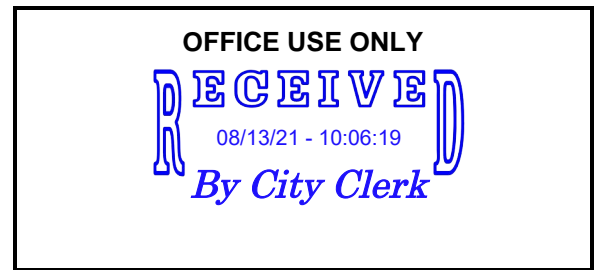 OFFICE USE ONLY
RECEIVED
08/13/21 - 10:06:19
By City Clerk